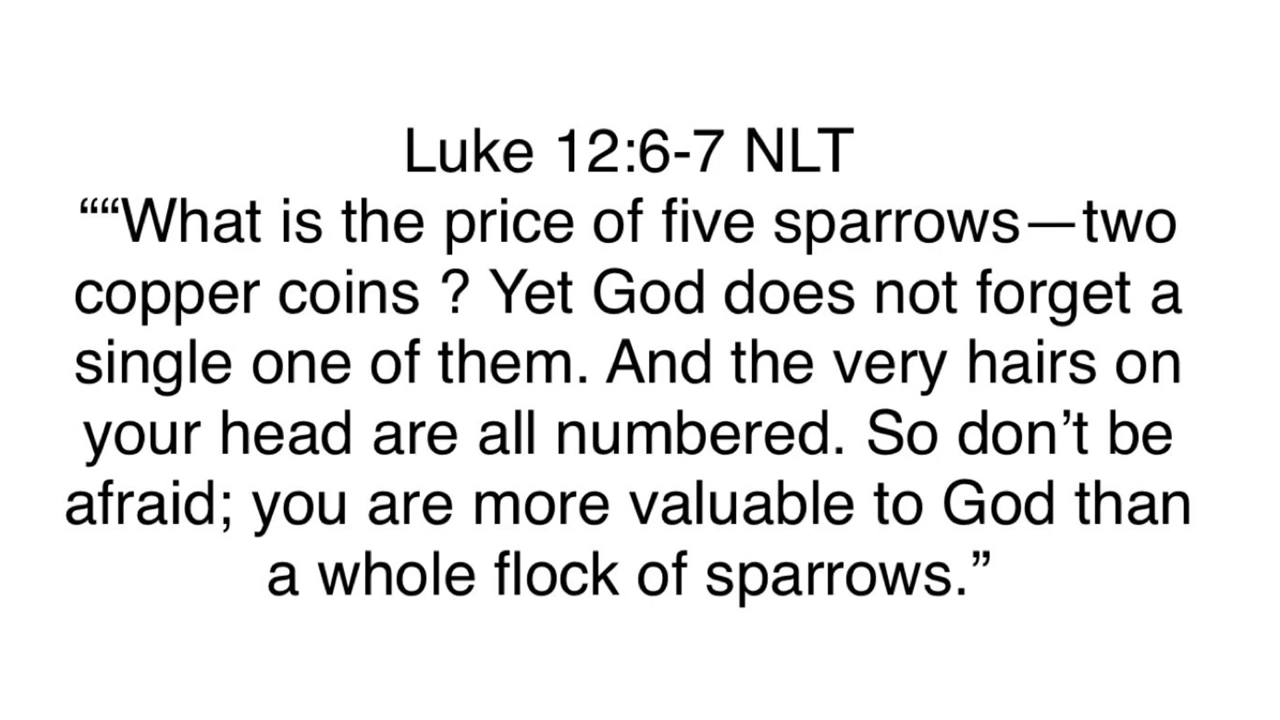 Luke 12:6-7 NLT
““What is the price of five sparrows—two
copper coins ? Yet God does not forget a
single one of them. And the very hairs on
your head are all numbered. So don’t be
afraid; you are more valuable to God than
a whole flock of sparrows.”